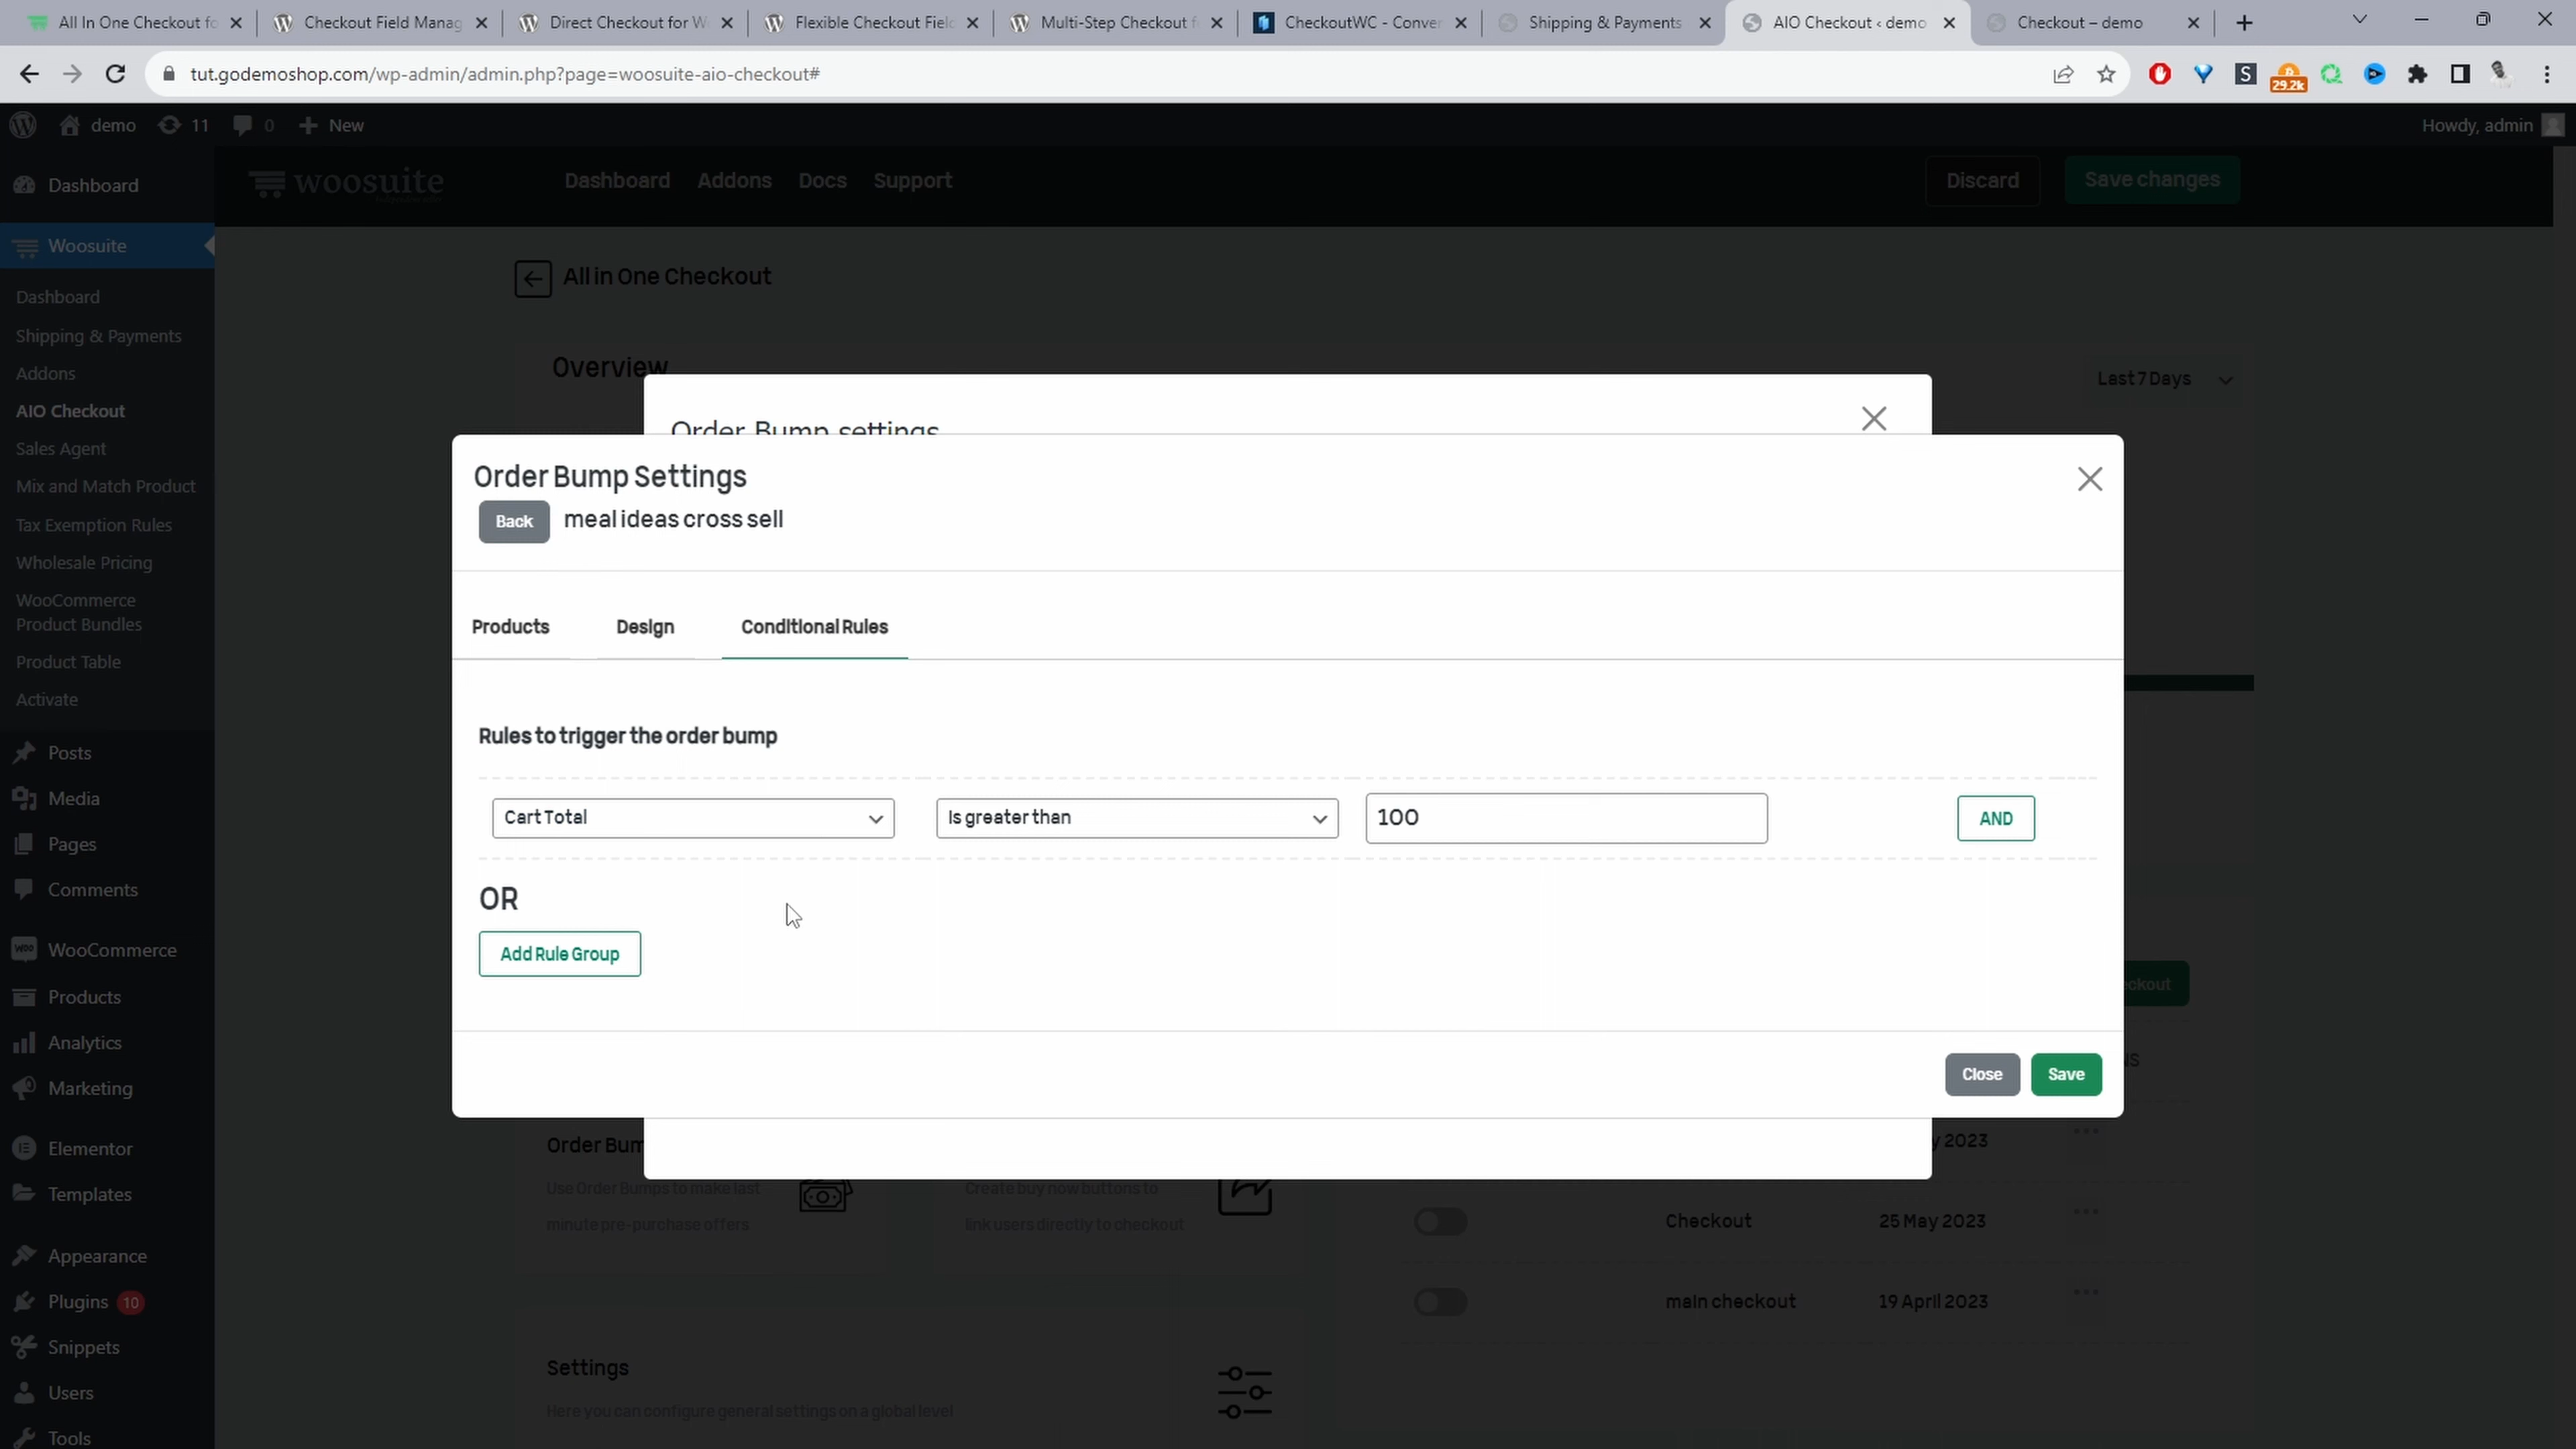 All In One Checkout fo
Checkout Field Manag
Direct Checkout for W
Flexible Checkout Fiel
Multi-Step Checkout f
CheckoutWC - Conver
Shipping & Payments
AIO Checkout ‹ demo
Checkout – demo
tut.godemoshop.com/wp-admin/admin.php?page=woosuite-aio-checkout#
S
29.2k
demo
11
0
New
Howdy, admin
woosuite
Dashboard
Addons
Docs
Support
Discard
Save changes
Dashboard
Woosuite
Dashboard
Shipping & Payments
Addons
AIO Checkout
Sales Agent
Mix and Match Product
Tax Exemption Rules
Wholesale Pricing
WooCommerce
Product Bundles
Product Table
Activate
Posts
Media
Pages
Comments
WooCommerce
Products
Analytics
Marketing
Elementor
Templates
Appearance
Plugins 10
Snippets
Users
Tools
All in One Checkout
Overview
Last 7 Days
Order Bump settings
Order Bump Settings
Back
meal ideas cross sell
Products
Design
Conditional Rules
Rules to trigger the order bump
Cart Total
Is greater than
100
AND
OR
Add Rule Group
Close
Save
ckout
NS
Order Bum
Use Order Bumps to make last
minute pre-purchase offers
Create buy now buttons to
link users directly to checkout
y 2023
Checkout
25 May 2023
main checkout
19 April 2023
Settings
Here you can configure general settings on a global level